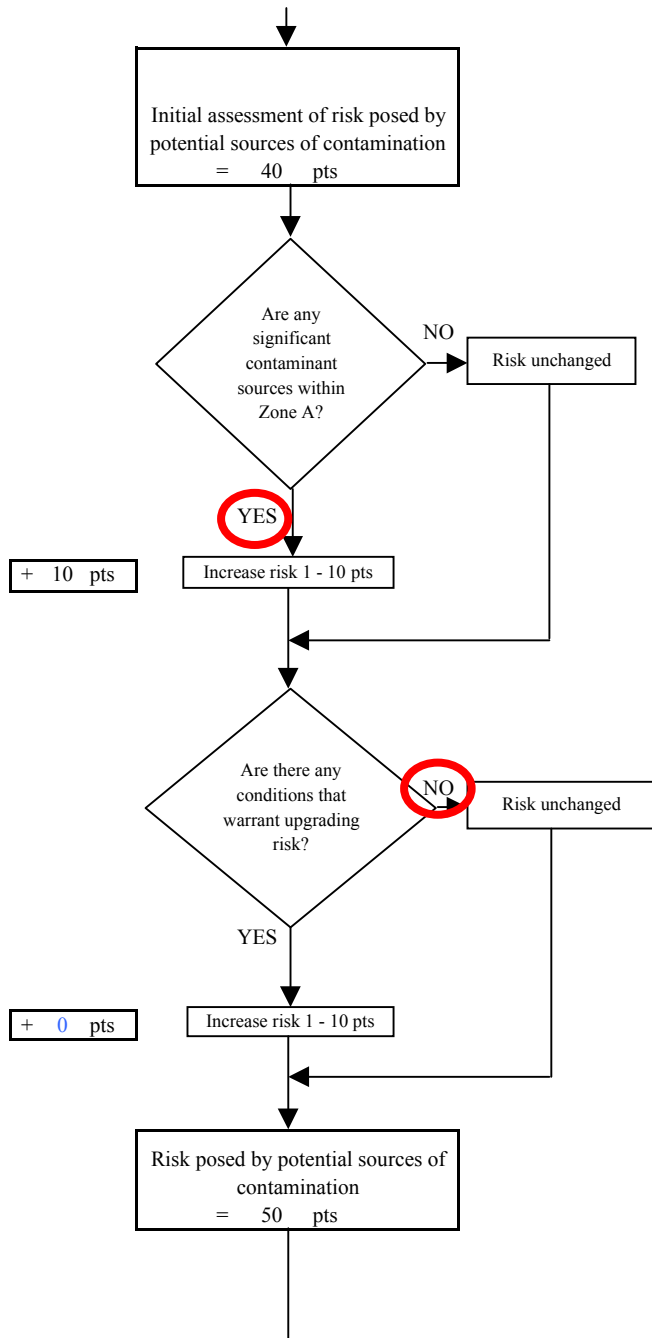 Initial assessment of risk posed by
potential sources of contamination
= 40 pts
Are any
significant
contaminant
sources within
Zone A?
NO
Risk unchanged
YES
+ 10 pts
Increase risk 1 - 10 pts
Are there any
conditions that
warrant upgrading
risk?
NO
Risk unchanged
YES
+ 0 pts
Increase risk 1 - 10 pts
Risk posed by potential sources of
contamination
= 50 pts